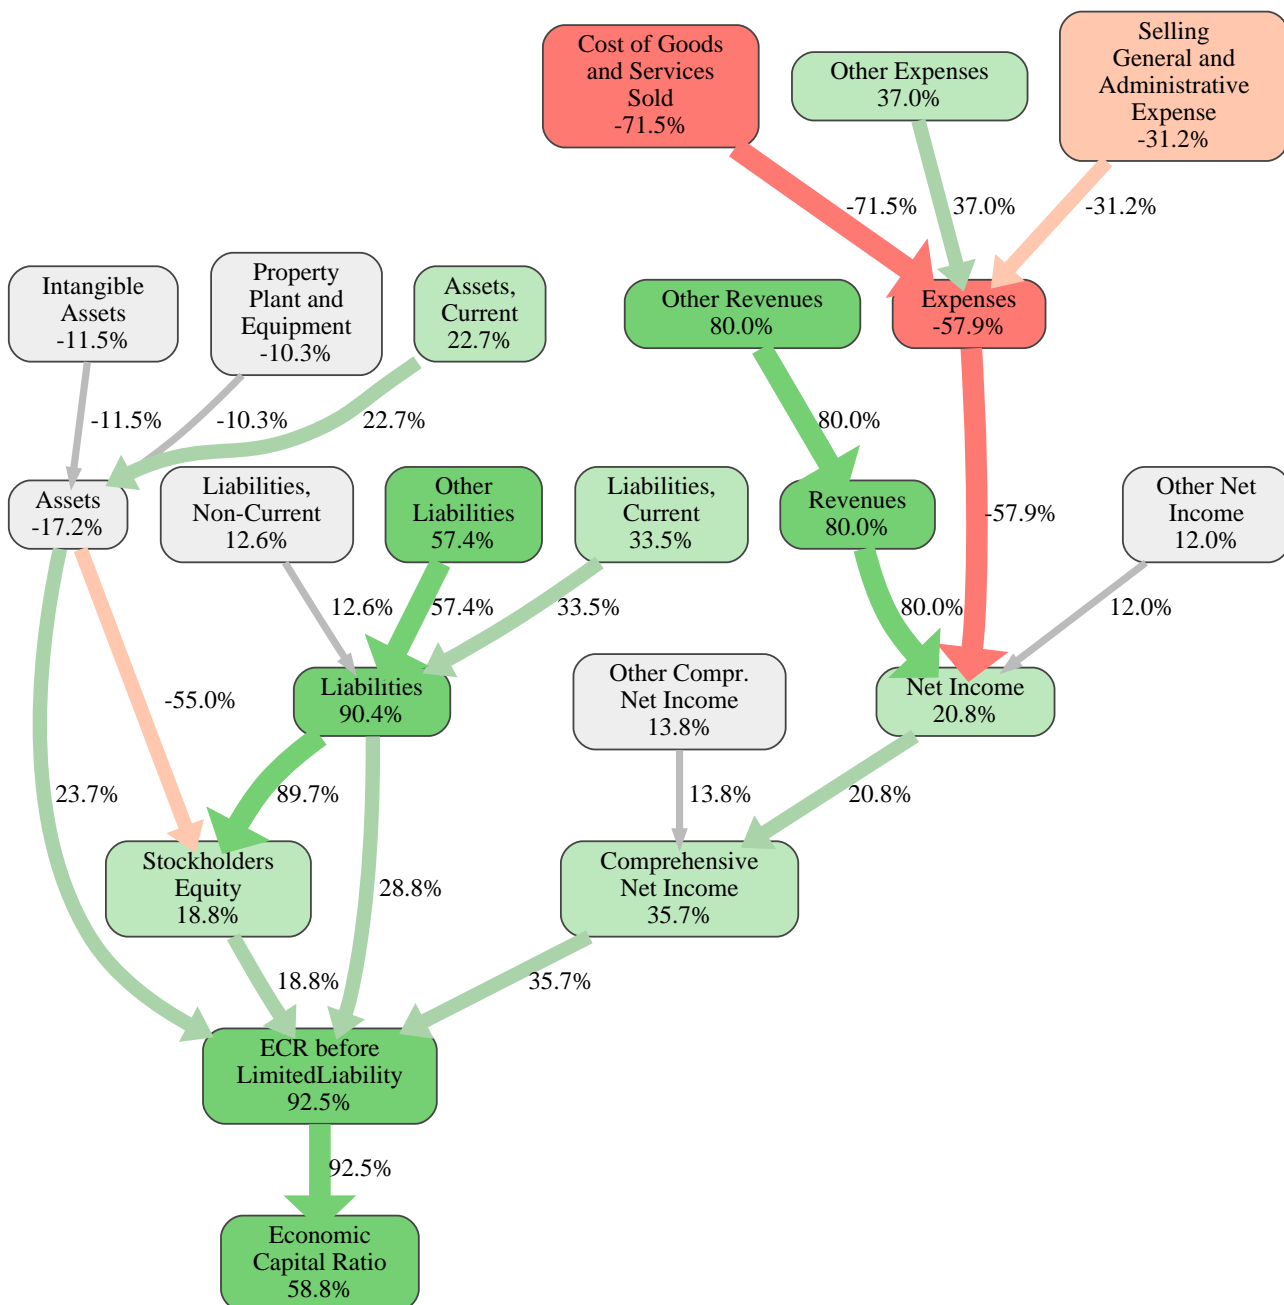 Cost of Goods
and Services
Sold
-71.5%
Other Expenses
37.0%
Selling
General and
Administrative
Expense
-31.2%
-71.5%
37.0%
-31.2%
Intangible
Assets
-11.5%
Property
Plant and
Equipment
-10.3%
Assets,
Current
22.7%
Other Revenues
80.0%
Expenses
-57.9%
-11.5%
-10.3%
22.7%
80.0%
-57.9%
Assets
-17.2%
Liabilities,
Non-Current
12.6%
Other
Liabilities
57.4%
Liabilities,
Current
33.5%
Revenues
80.0%
Other Net
Income
12.0%
12.6%
57.4%
33.5%
80.0%
12.0%
-55.0%
Liabilities
90.4%
Other Compr.
Net Income
13.8%
Net Income
20.8%
23.7%
89.7%
13.8%
20.8%
Stockholders
Equity
18.8%
28.8%
Comprehensive
Net Income
35.7%
18.8%
35.7%
ECR before
LimitedLiability
92.5%
92.5%
Economic
Capital Ratio
58.8%